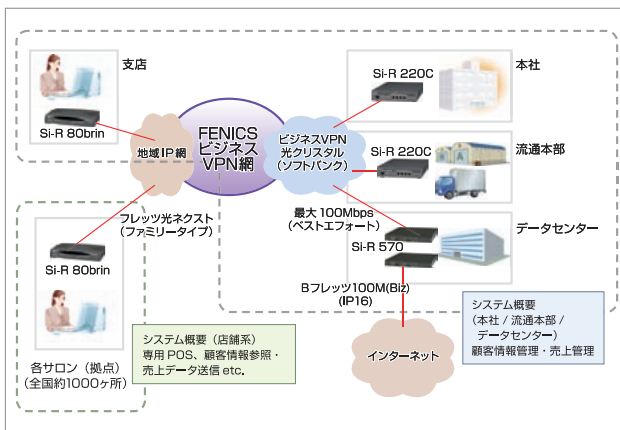 支店
Si-R 80brin
地域IP網
FENICS
ビジネス
VPN網
ビジネスVPN
光クリスタル
(ソフトバンク)
本社
Si-R 220C
流通本部
Si-R 220C
データセンター
最大100Mbps
(ベストエフォート)
Si-R 570
Bフレッツ100M(Biz)
(IP16)
インターネット
フレッツ光ネクスト
(ファミリータイプ)
Si-R 80brin
各サロン(拠点)
(全国約1000ヶ所)
システム概要(店舗系)
専用POS、顧客情報参照・
売上データ送信 etc.
システム概要
(本社 / 流通本部 /
データセンター)
顧客情報管理・売上管理